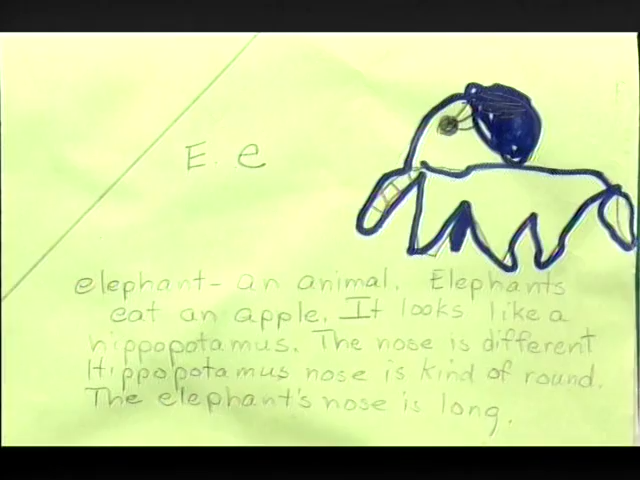 E. e
elephant- an animal. Elephants
eat an apple. It looks like a
hippopotamus. The nose is different
Hippopotamus nose is kind of round.
The elephant's nose is long.